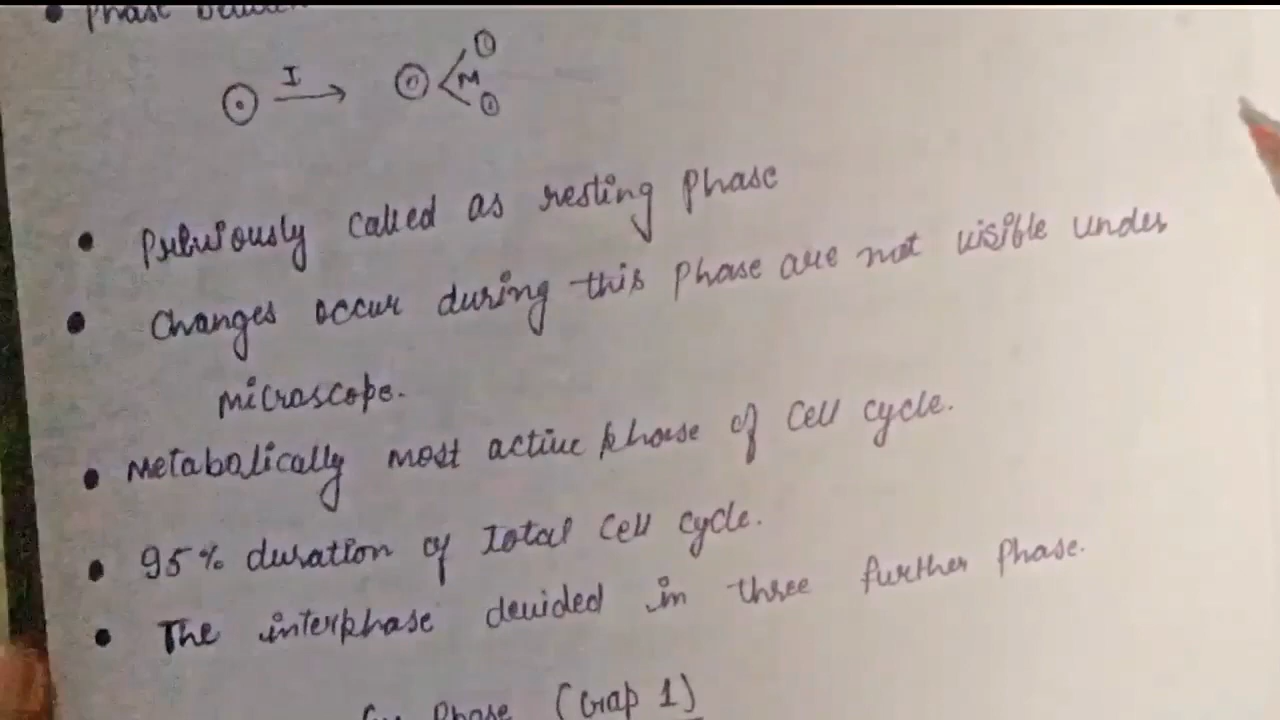 • Phase
I
M
• Previously called as resting phase
• Changes occur during this phase are not visible under
microscope.
• Metabolically most active phase of cell cycle.
• 95% duration of Total cell cycle.
• The interphase devided in three further phase.
Phase (Gap 1)